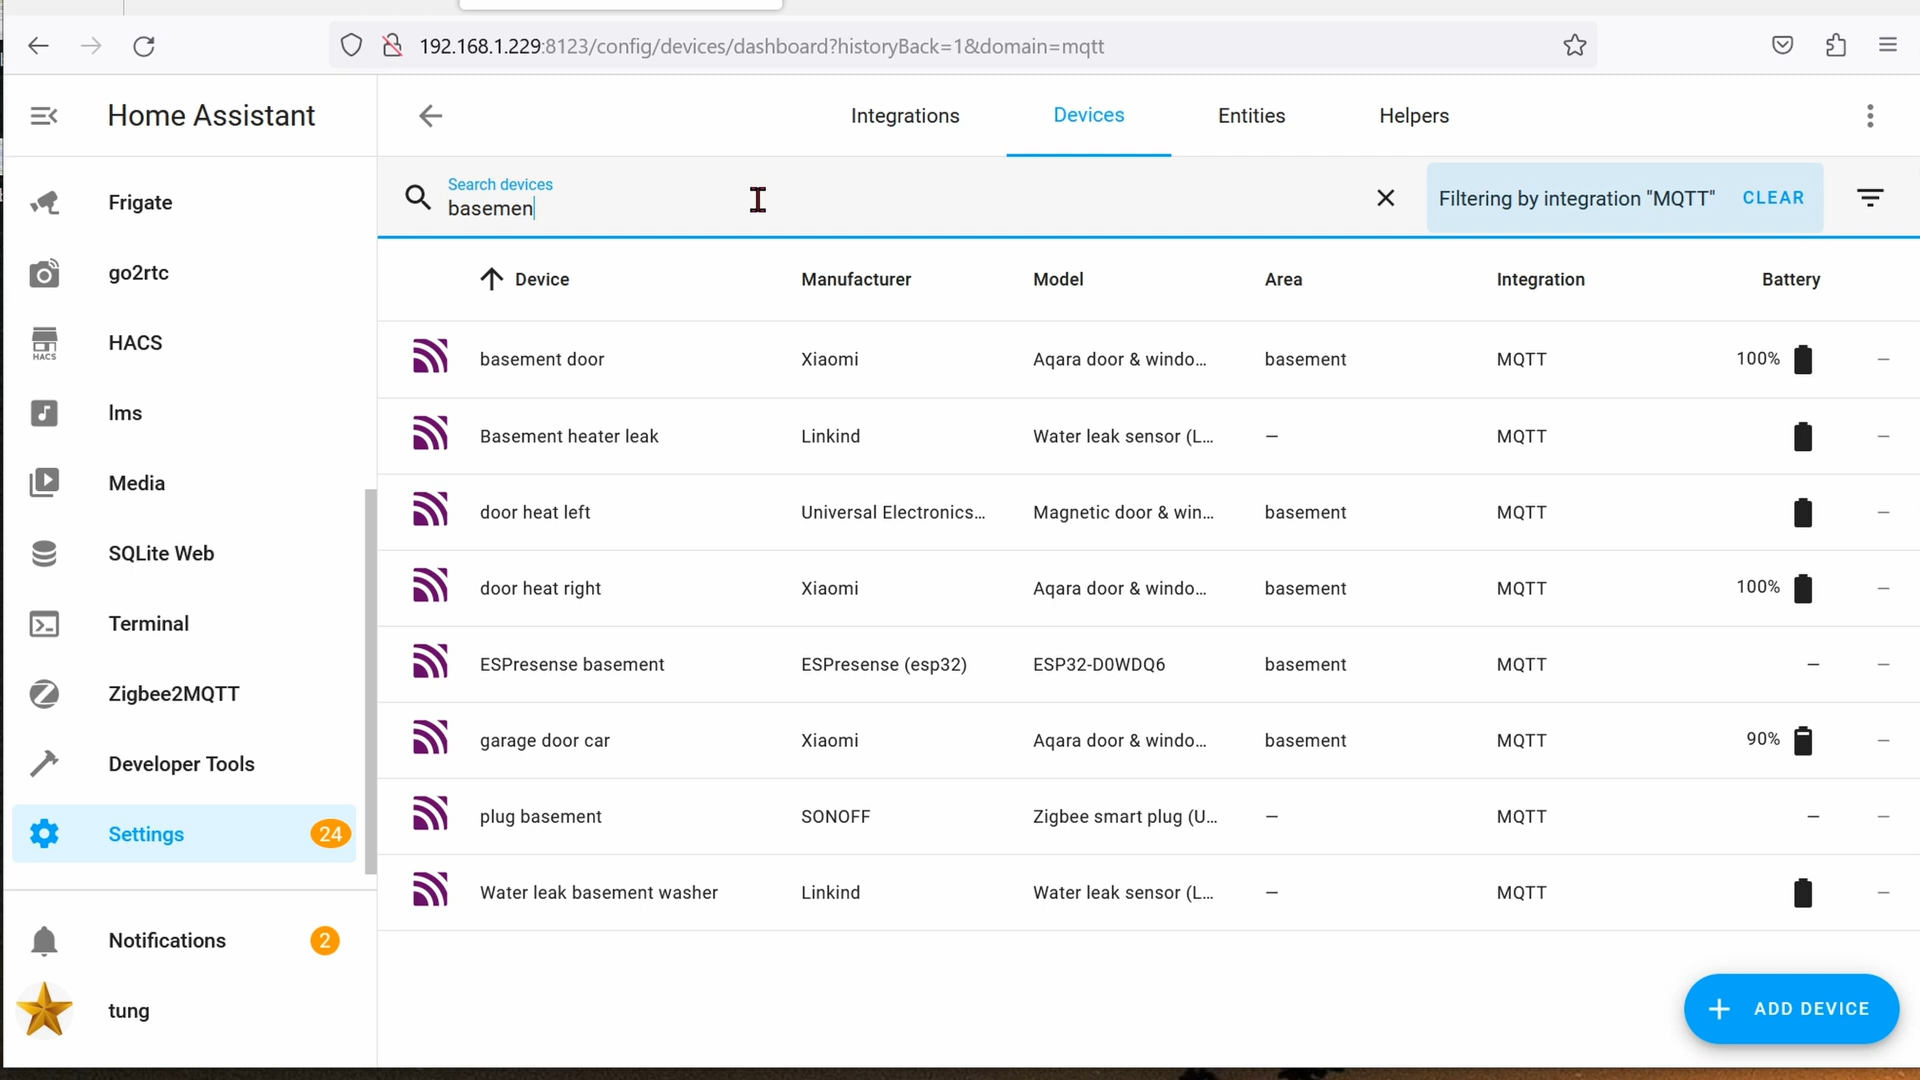 192.168.1.229:8123/config/devices/dashboard?historyBack=1&domain=mqtt
Home Assistant
Integrations Devices Entities Helpers
Search devices
basemen
Filtering by integration "MQTT" CLEAR
Frigate
go2rtc
HACS
HACS
lms
Media
SQLite Web
Terminal
Zigbee2MQTT
Developer Tools
Settings 24
Notifications 2
tung
Device Manufacturer Model Area Integration Battery
basement door Xiaomi Aqara door & windo... basement MQTT 100% –
Basement heater leak Linkind Water leak sensor (L... – MQTT –
door heat left Universal Electronics... Magnetic door & win... basement MQTT –
door heat right Xiaomi Aqara door & windo... basement MQTT 100% –
ESPresense basement ESPresense (esp32) ESP32-D0WDQ6 basement MQTT – –
garage door car Xiaomi Aqara door & windo... basement MQTT 90% –
plug basement SONOFF Zigbee smart plug (U... – MQTT – –
Water leak basement washer Linkind Water leak sensor (L... – MQTT –
+ ADD DEVICE